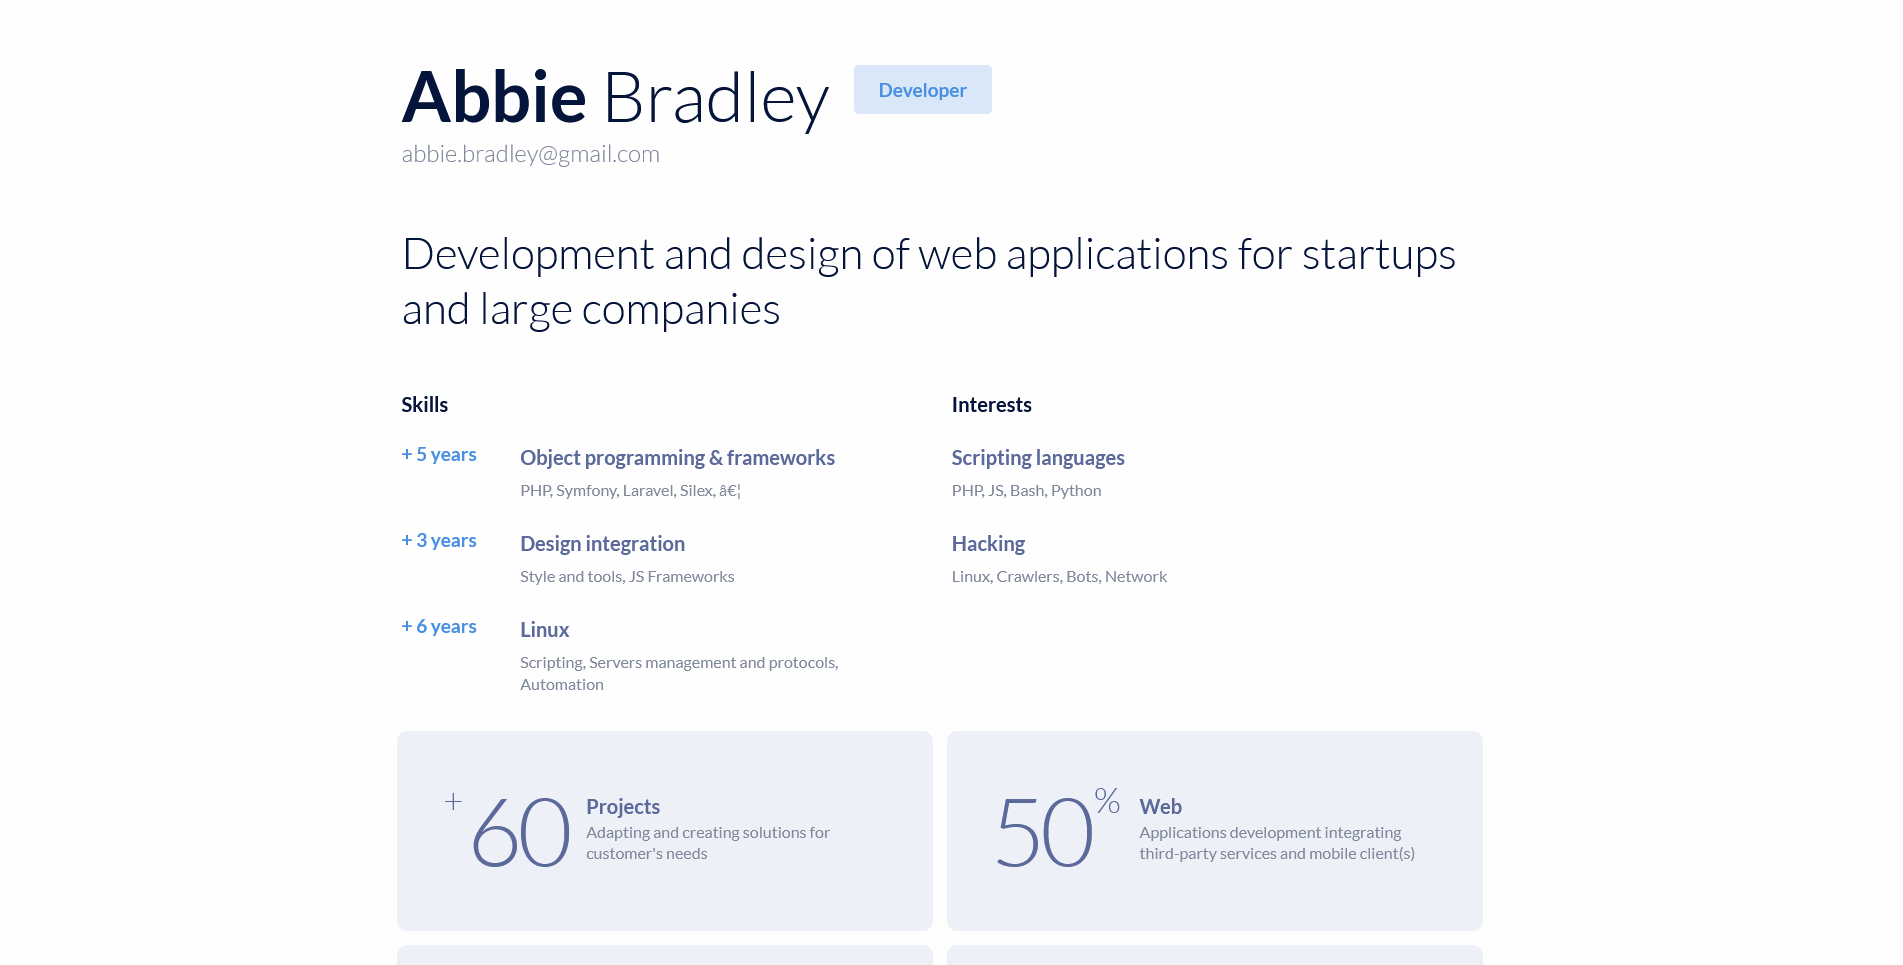 Abbie Bradley
Developer
abbie.bradley@gmail.com
Development and design of web applications for startups
and large companies
Skills
+ 5 years
Object programming & frameworks
PHP, Symfony, Laravel, Silex, â€¦
+ 3 years
Design integration
Style and tools, JS Frameworks
+ 6 years
Linux
Scripting, Servers management and protocols,
Automation
Interests
Scripting languages
PHP, JS, Bash, Python
Hacking
Linux, Crawlers, Bots, Network
+60
Projects
Adapting and creating solutions for
customer's needs
50%
Web
Applications development integrating
third-party services and mobile client(s)